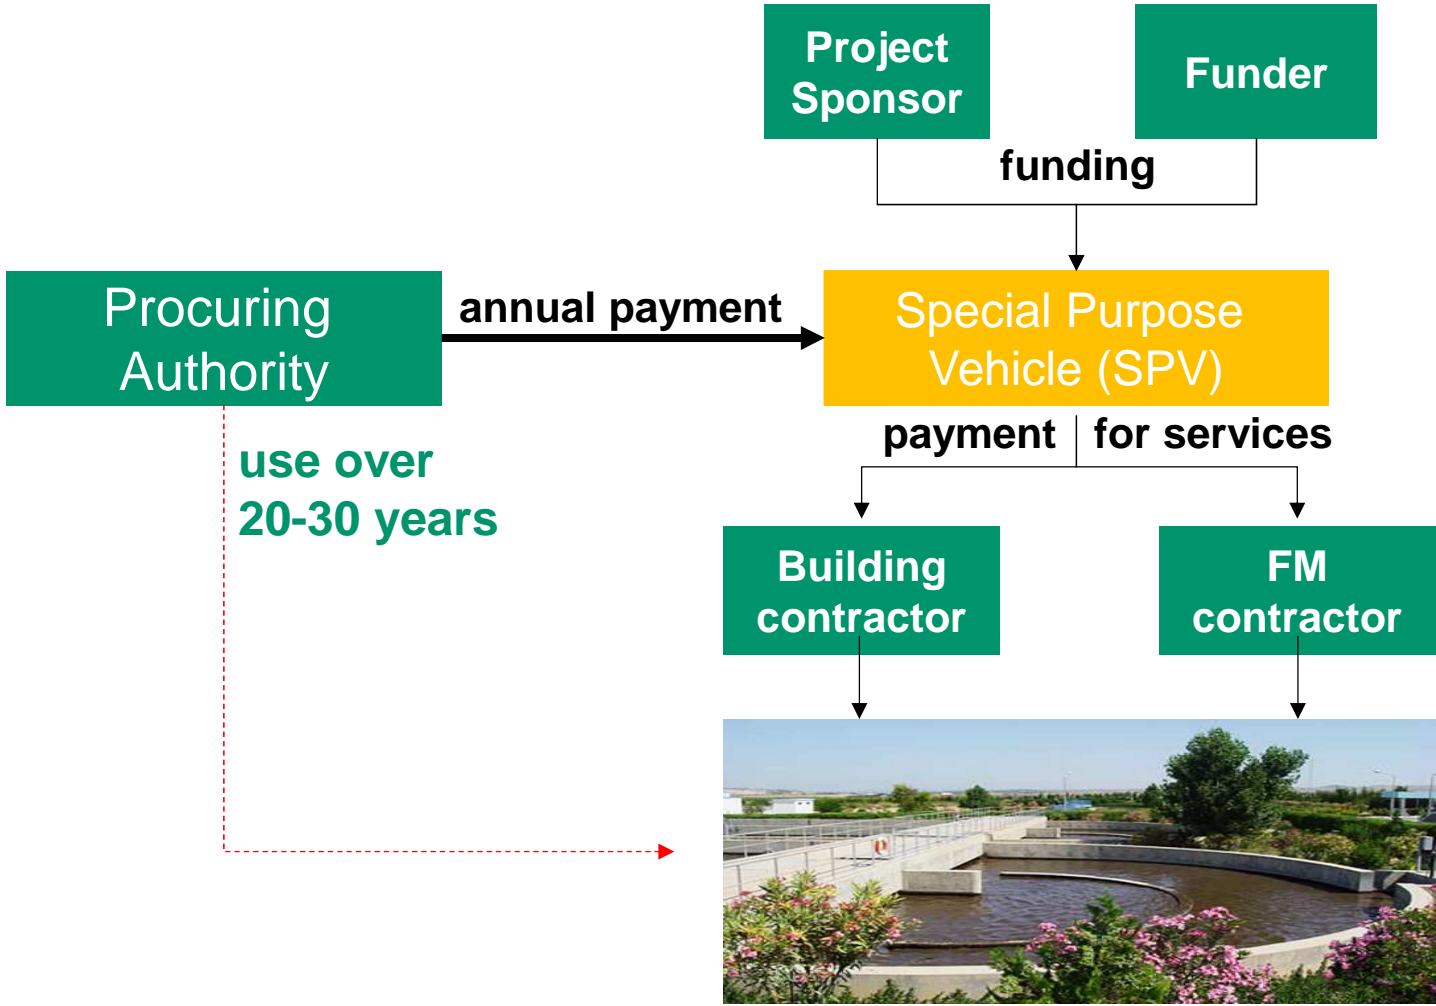 Project
Sponsor
Funder
funding
Procuring
Authority
annual payment
Special Purpose
Vehicle (SPV)
payment for services
use over
20-30 years
Building
contractor
FM
contractor